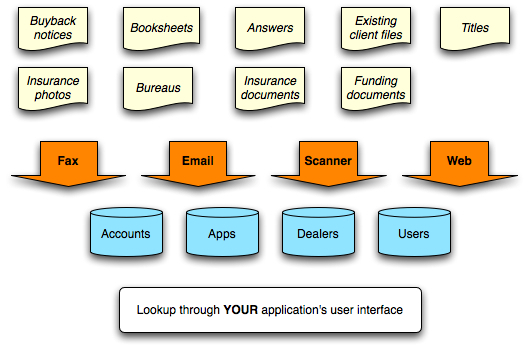 Buyback
notices
Booksheets
Answers
Existing
client files
Titles
Insurance
photos
Bureaus
Insurance
documents
Funding
documents
Fax
Email
Scanner
Web
Accounts
Apps
Dealers
Users
Lookup through YOUR application's user interface